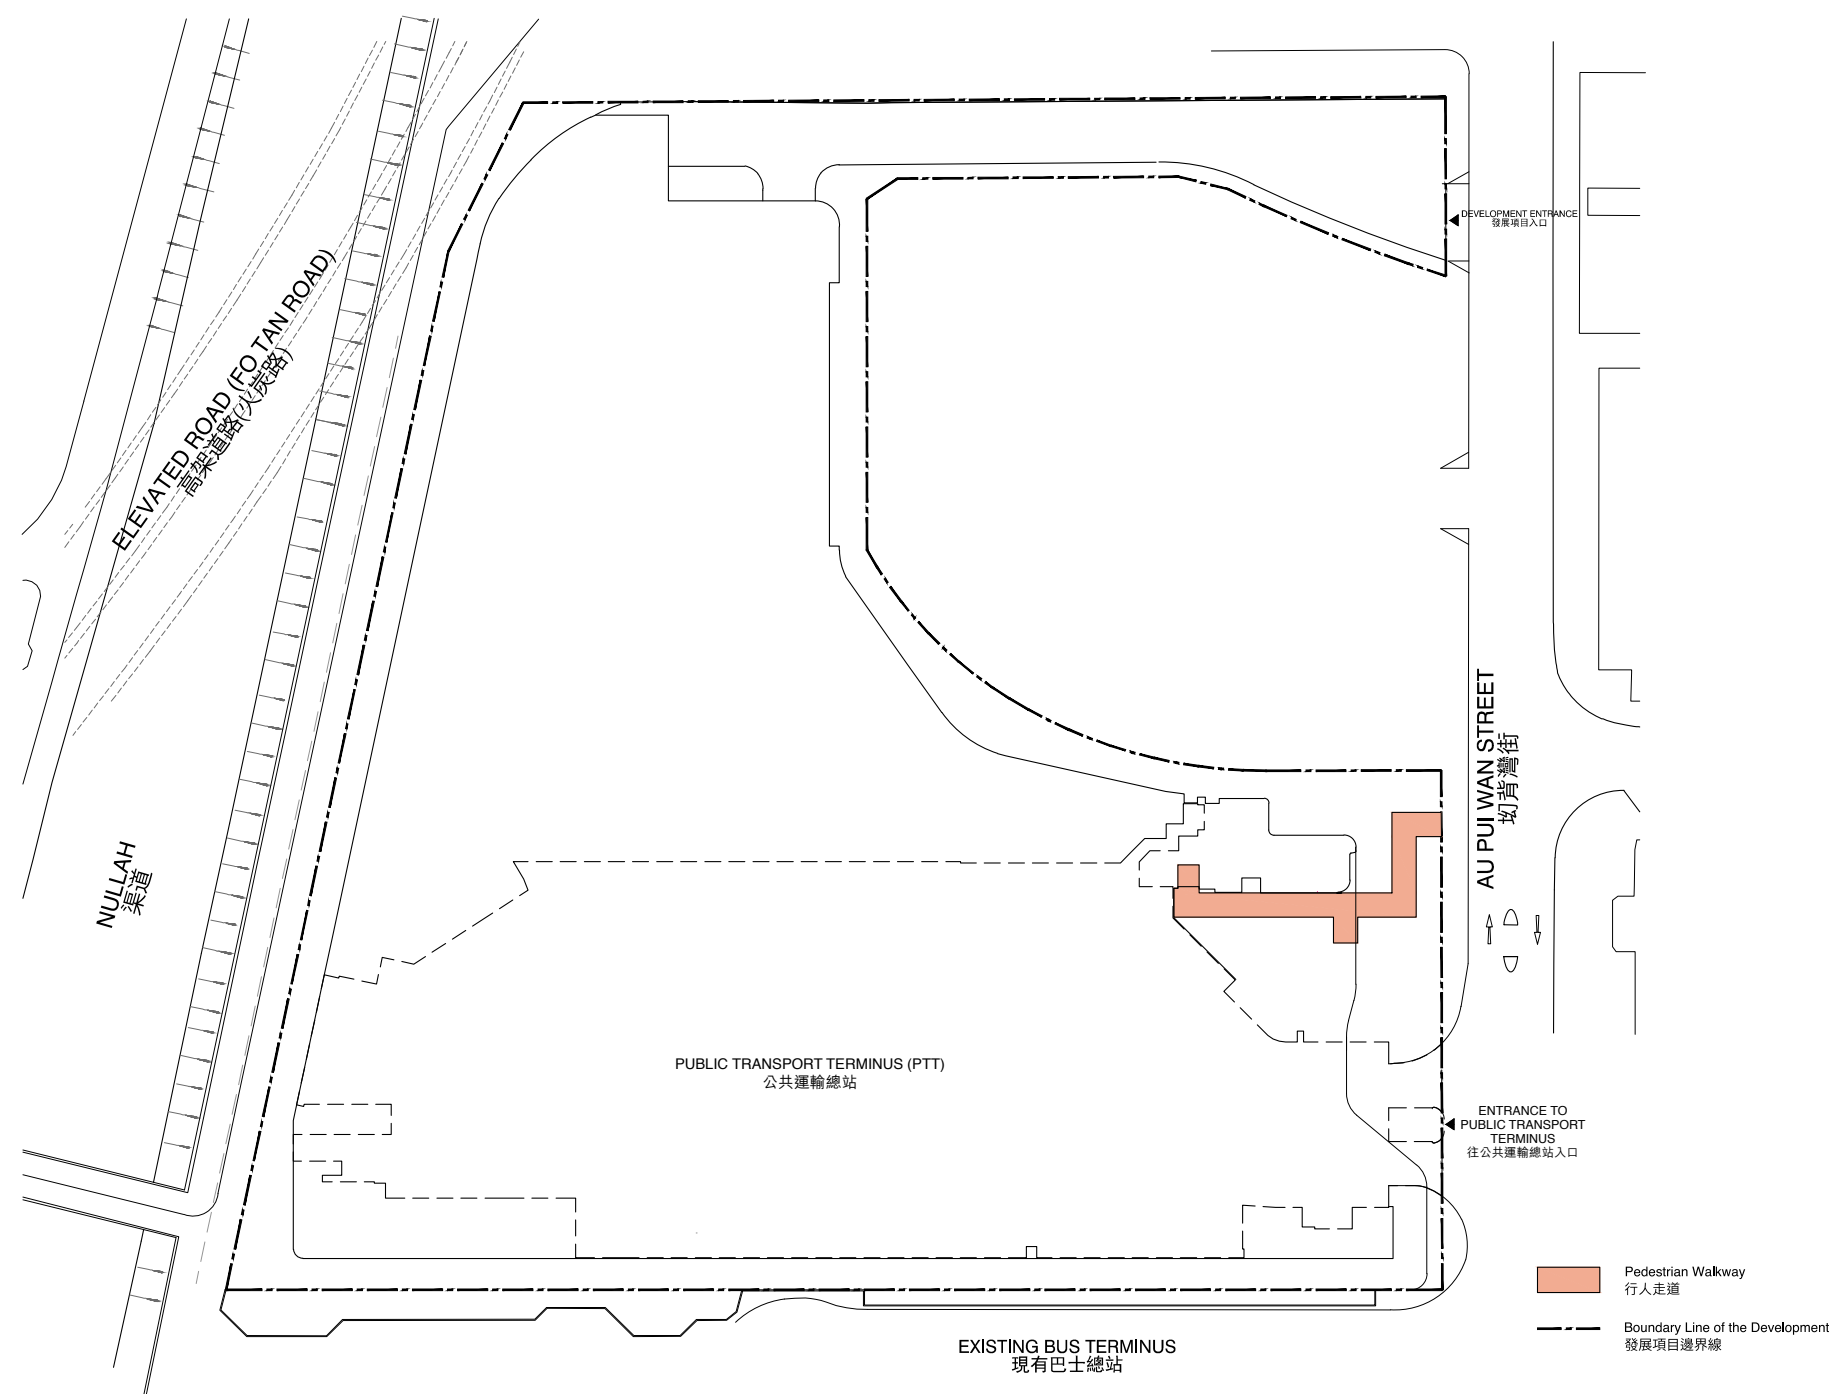 DEVELOPMENT ENTRANCE
發展項目入口
ELEVATED ROAD (FO TAN ROAD)
高架道路(火炭路)
AU PUI WAN STREET
坳背灣街
NULLAH
渠道
PUBLIC TRANSPORT TERMINUS (PTT)
公共運輸總站
ENTRANCE TO
PUBLIC TRANSPORT
TERMINUS
往公共運輸總站入口
Pedestrian Walkway
行人走道
Boundary Line of the Development
發展項目邊界線
EXISTING BUS TERMINUS
現有巴士總站